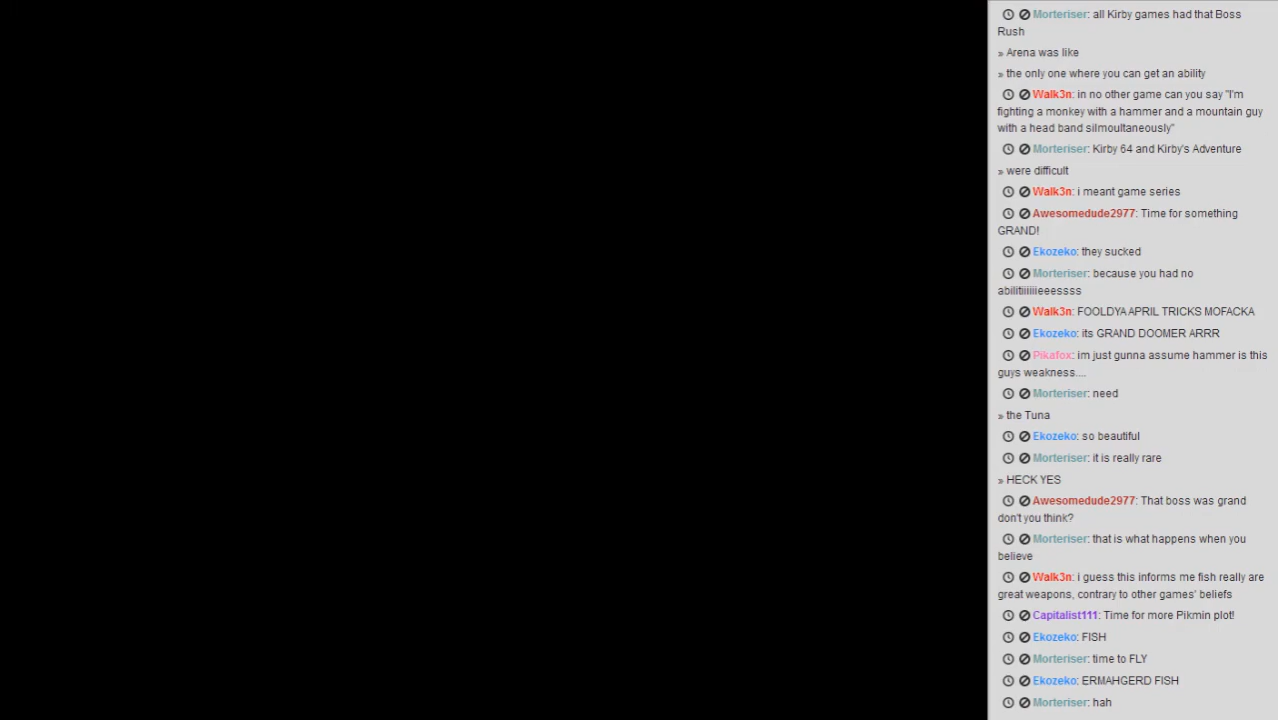 Morteriser: all Kirby games had that Boss
Rush
» Arena was like
» the only one where you can get an ability
Walk3n: in no other game can you say "I'm
fighting a monkey with a hammer and a mountain guy
with a head band silmoultaneously"
Morteriser: Kirby 64 and Kirby's Adventure
» were difficult
Walk3n: i meant game series
Awesomedude2977: Time for something
GRAND!
Ekozeko: they sucked
Morteriser: because you had no
abilitiiiiiieeessss
Walk3n: FOOLDYA APRIL TRICKS MOFACKA
Ekozeko: its GRAND DOOMER ARRR
Pikafox: im just gunna assume hammer is this
guys weakness....
Morteriser: need
» the Tuna
Ekozeko: so beautiful
Morteriser: it is really rare
» HECK YES
Awesomedude2977: That boss was grand
don't you think?
Morteriser: that is what happens when you
believe
Walk3n: i guess this informs me fish really are
great weapons, contrary to other games' beliefs
Capitalist111: Time for more Pikmin plot!
Ekozeko: FISH
Morteriser: time to FLY
Ekozeko: ERMAHGERD FISH
Morteriser: hah